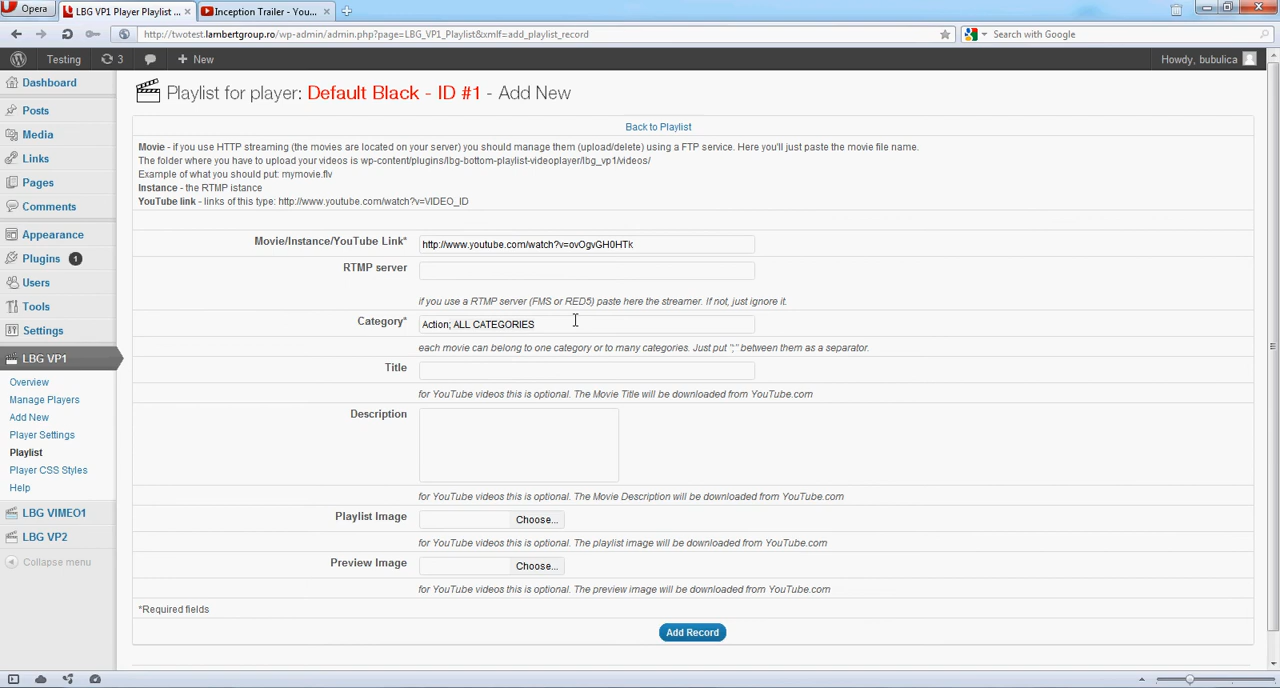 Opera
LBG VP1 Player Playlist ...
Inception Trailer - You...
http://twotest.lambertgroup.ro/wp-admin/admin.php?page=LBG_VP1_Playlist&xmlf=add_playlist_record
Search with Google
Testing
3
New
Howdy, bubulica
Dashboard
Posts
Media
Links
Pages
Comments
Appearance
Plugins 1
Users
Tools
Settings
LBG VP1
Overview
Manage Players
Add New
Player Settings
Playlist
Player CSS Styles
Help
LBG VIMEO1
LBG VP2
Collapse menu
Playlist for player: Default Black - ID #1 - Add New
Back to Playlist
Movie - if you use HTTP streaming (the movies are located on your server) you should manage them (upload/delete) using a FTP service. Here you'll just paste the movie file name.
The folder where you have to upload your videos is wp-content/plugins/lbg-bottom-playlist-videoplayer/lbg_vp1/videos/
Example of what you should put: mymovie.flv
Instance - the RTMP istance
YouTube link - links of this type: http://www.youtube.com/watch?v=VIDEO_ID
Movie/Instance/YouTube Link* http://www.youtube.com/watch?v=ovOgvGH0HTk
RTMP server
if you use a RTMP server (FMS or RED5) paste here the streamer. If not, just ignore it.
Category* Action; ALL CATEGORIES
each movie can belong to one category or to many categories. Just put ";" between them as a separator.
Title
for YouTube videos this is optional. The Movie Title will be downloaded from YouTube.com
Description
for YouTube videos this is optional. The Movie Description will be downloaded from YouTube.com
Playlist Image Choose...
for YouTube videos this is optional. The playlist image will be downloaded from YouTube.com
Preview Image Choose...
for YouTube videos this is optional. The preview image will be downloaded from YouTube.com
*Required fields
Add Record